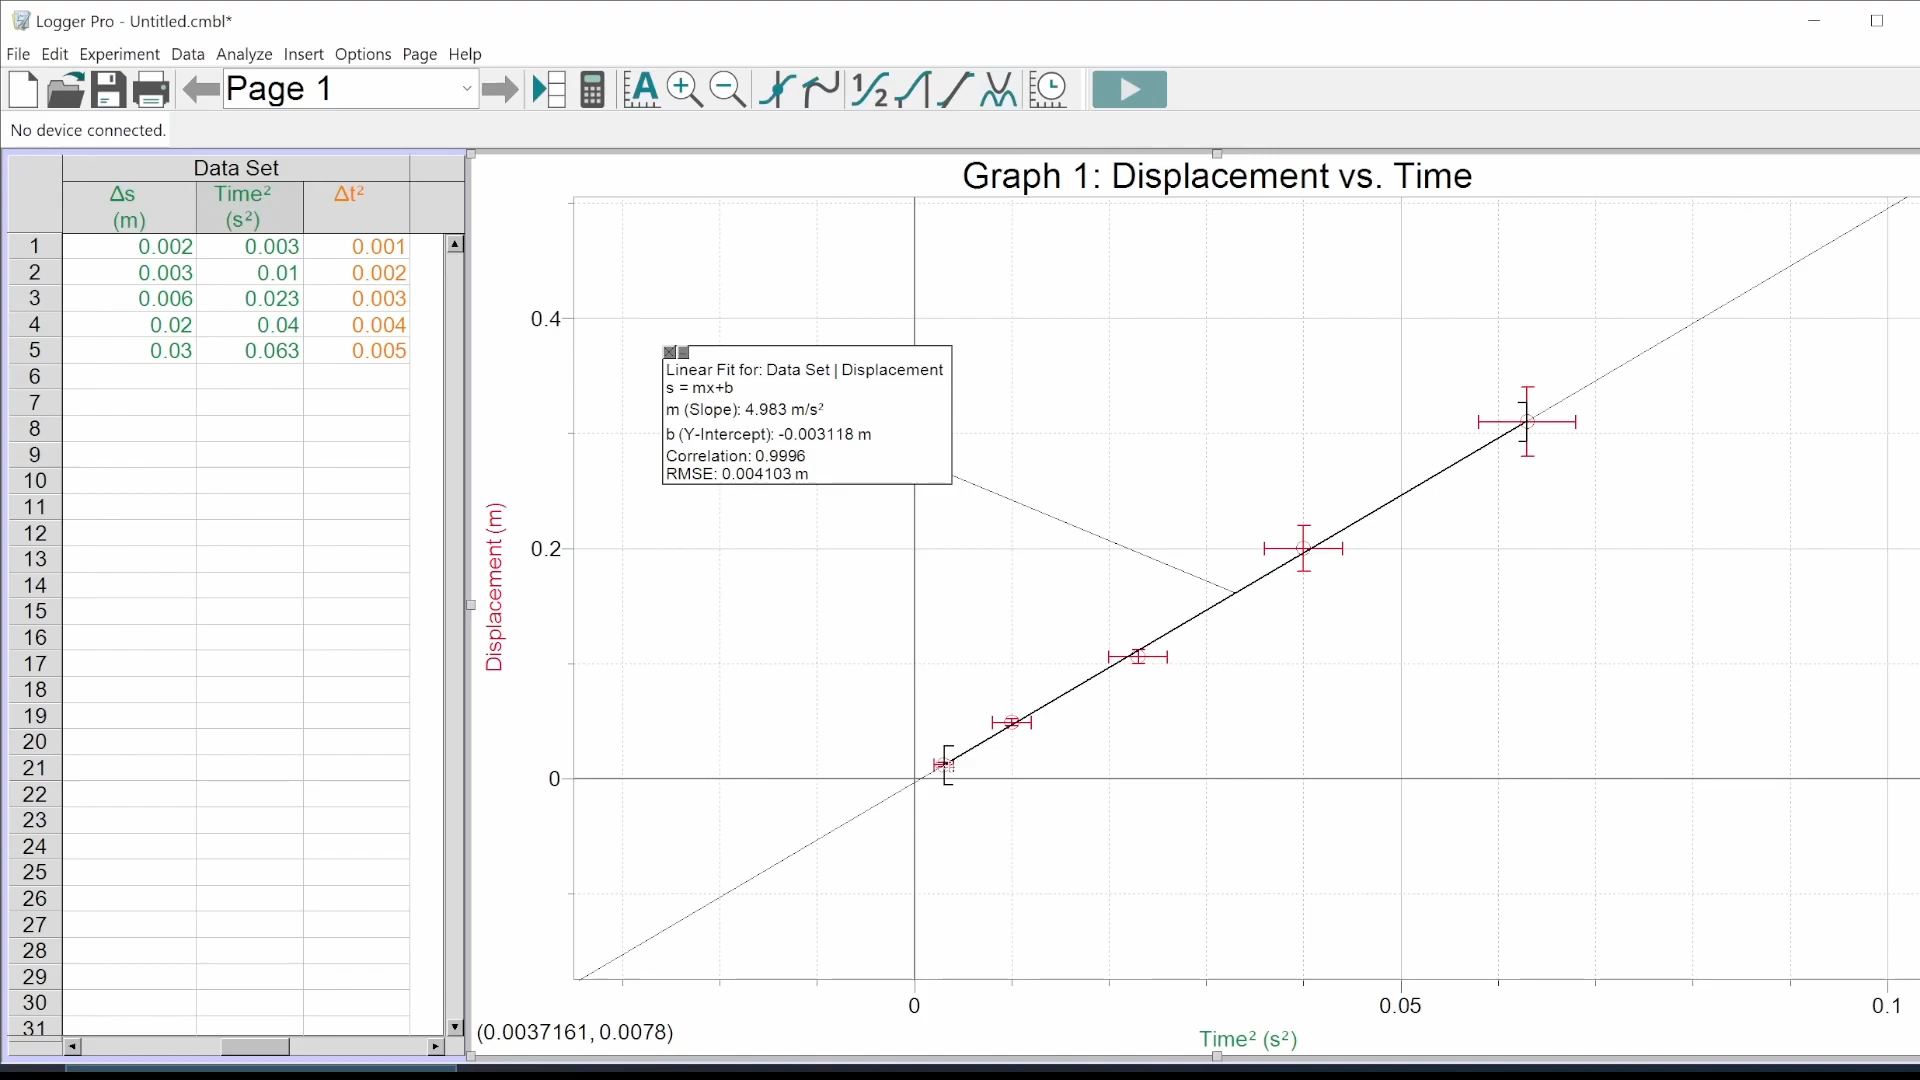 Logger Pro - Untitled.cmbl*
File Edit Experiment Data Analyze Insert Options Page Help
Page 1
A
½
No device connected.
Data Set
Δs Time² Δt²
(m) (s²)
1 0.002 0.003 0.001
2 0.003 0.01 0.002
3 0.006 0.023 0.003
4 0.02 0.04 0.004
5 0.03 0.063 0.005
6
7
8
9
10
11
12
13
14
15
16
17
18
19
20
21
22
23
24
25
26
27
28
29
30
31
Graph 1: Displacement vs. Time
0.4
0.2
0
Displacement (m)
Linear Fit for: Data Set | Displacement
s = mx+b
m (Slope): 4.983 m/s²
b (Y-Intercept): -0.003118 m
Correlation: 0.9996
RMSE: 0.004103 m
0 0.05 0.1
(0.0037161, 0.0078)
Time² (s²)